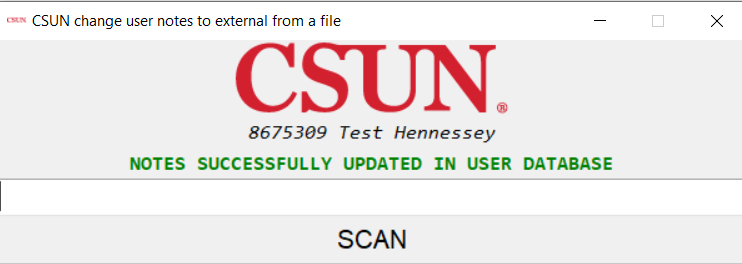 CSUN CSUN change user notes to external from a file
CSUN®
8675309 Test Hennessey
NOTES SUCCESSFULLY UPDATED IN USER DATABASE
SCAN